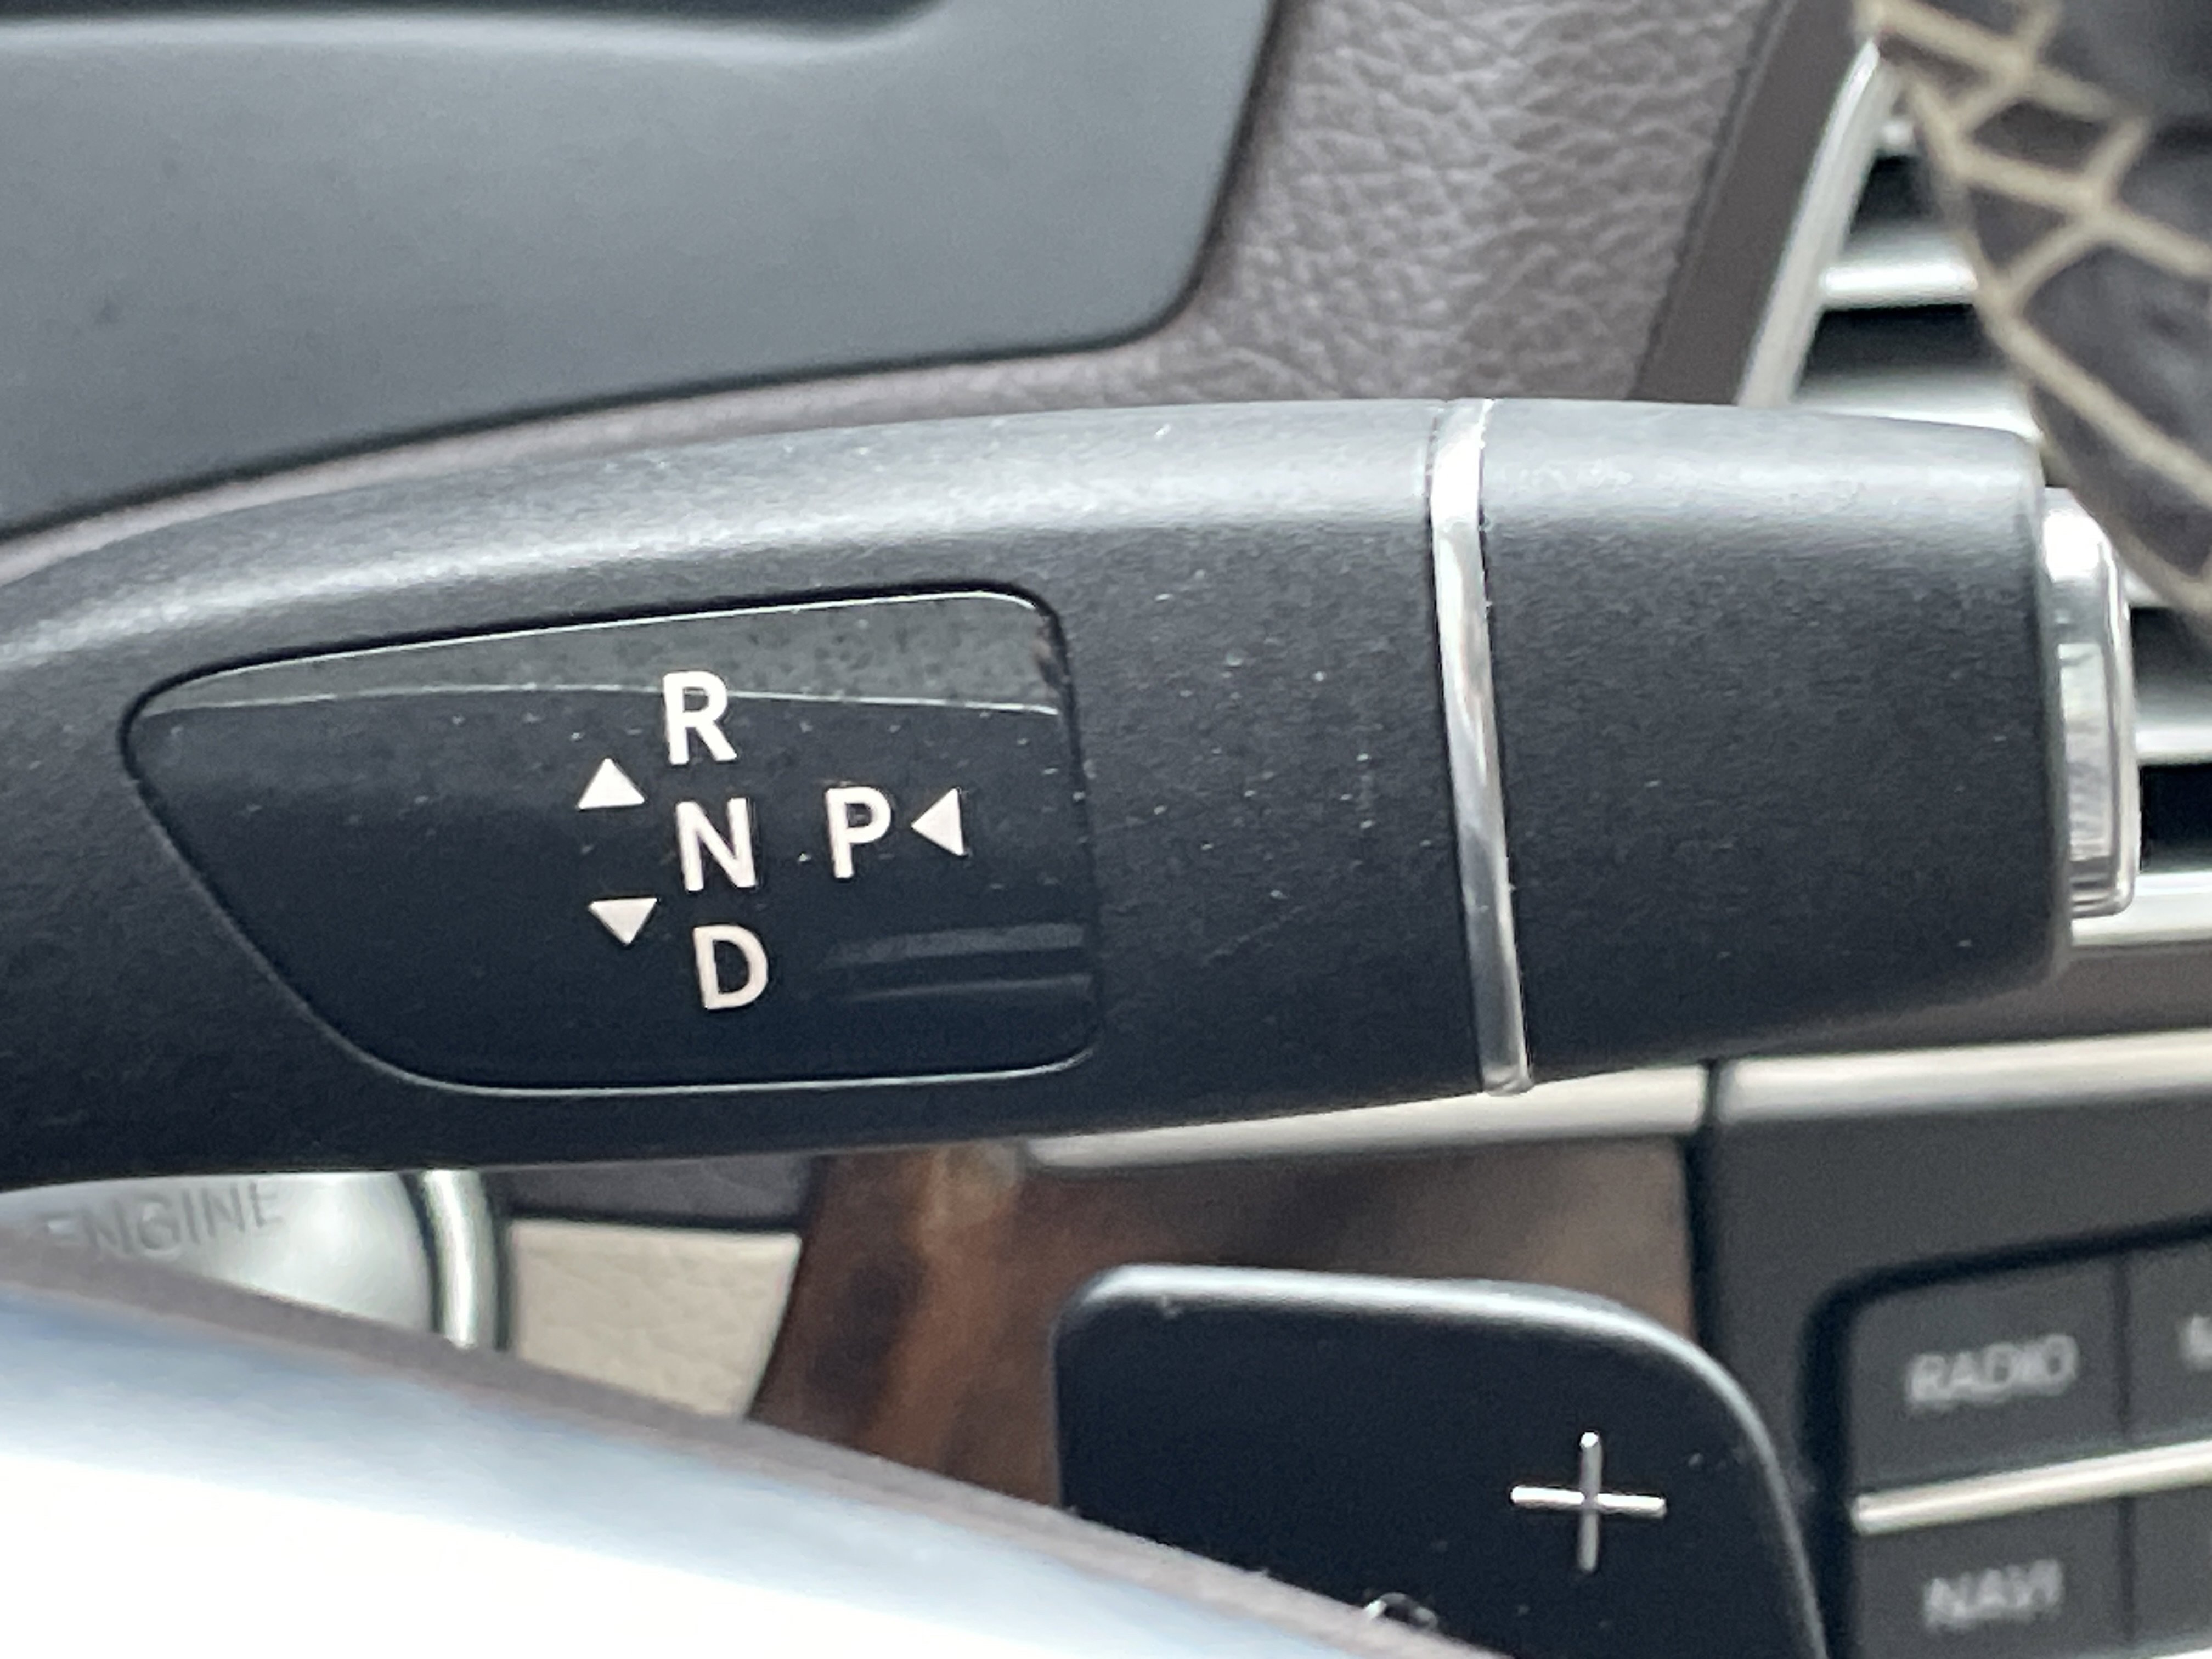 R
N P
D
ENGINE
RADIO
+
NAVI